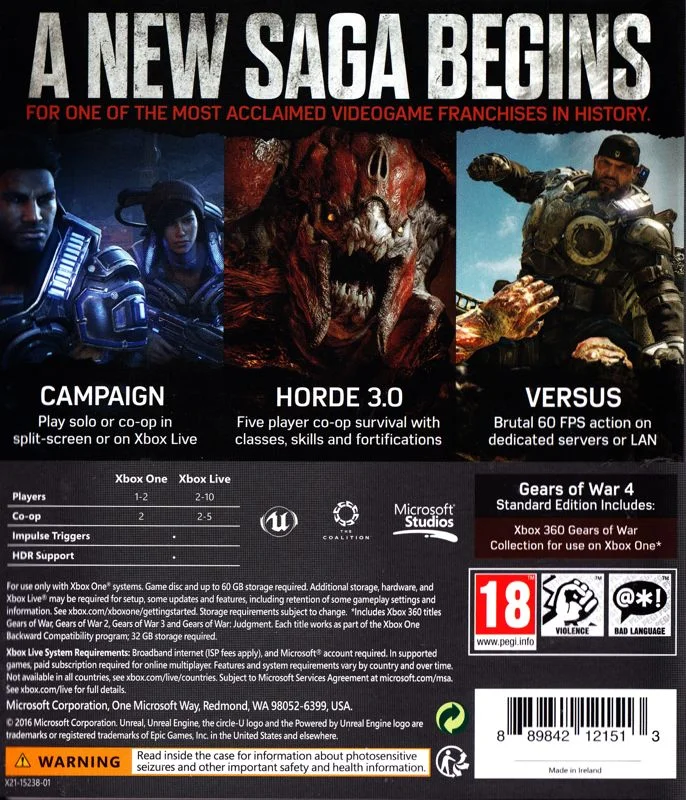 A NEW SAGA BEGINS
FOR ONE OF THE MOST ACCLAIMED VIDEOGAME FRANCHISES IN HISTORY.
CAMPAIGN
Play solo or co-op in
split-screen or on Xbox Live
HORDE 3.0
Five player co-op survival with
classes, skills and fortifications
VERSUS
Brutal 60 FPS action on
dedicated servers or LAN
Xbox One Xbox Live
Players 1-2 2-10
Co-op 2 2-5
Impulse Triggers •
HDR Support •
THE
COALITION
Microsoft
Studios
Gears of War 4
Standard Edition Includes:
Xbox 360 Gears of War
Collection for use on Xbox One*
18
www.pegi.info
VIOLENCE
@*!
BAD LANGUAGE
For use only with Xbox One® systems. Game disc and up to 60 GB storage required. Additional storage, hardware, and
Xbox Live® may be required for setup, some updates and features, including retention of some gameplay settings and
information. See xbox.com/xboxone/gettingstarted. Storage requirements subject to change. *Includes Xbox 360 titles
Gears of War, Gears of War 2, Gears of War 3 and Gears of War: Judgment. Each title works as part of the Xbox One
Backward Compatibility program; 32 GB storage required.
Xbox Live System Requirements: Broadband internet (ISP fees apply), and Microsoft® account required. In supported
games, paid subscription required for online multiplayer. Features and system requirements vary by country and over time.
Not available in all countries, see xbox.com/live/countries. Subject to Microsoft Services Agreement at microsoft.com/msa.
See xbox.com/live for full details.
Microsoft Corporation, One Microsoft Way, Redmond, WA 98052-6399, USA.
© 2016 Microsoft Corporation. Unreal, Unreal Engine, the circle-U logo and the Powered by Unreal Engine logo are
trademarks or registered trademarks of Epic Games, Inc. in the United States and elsewhere.
WARNING
Read inside the case for information about photosensitive
seizures and other important safety and health information.
X21-15238-01
8 89842 12151 3
Made in Ireland